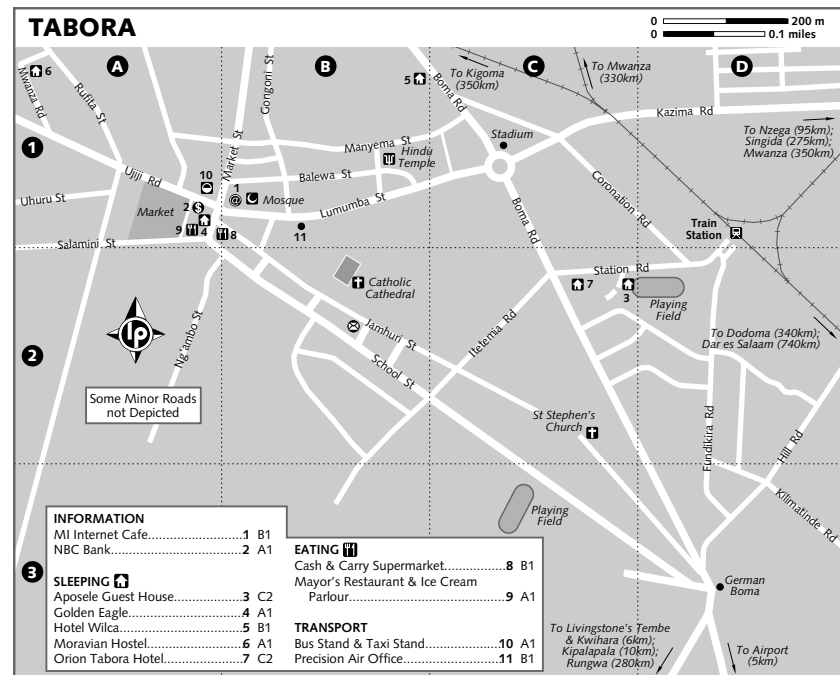 TABORA
0 200 m
0 0.1 miles
A
B
C
D
1
2
3
6
Mwanza Rd
Rufita St
Gongoni St
Market St
5
Boma Rd
To Kigoma
(350km)
To Mwanza
(330km)
Kazima Rd
To Nzega (95km);
Singida (275km);
Mwanza (350km)
Stadium
Manyema St
Hindu
Temple
Ujiji Rd
10
1
@
Mosque
Balewa St
Lumumba St
11
Uhuru St
Market
2
$
9
4
8
Salamini St
Boma Rd
Coronation Rd
Train
Station
Station Rd
7
3
Playing
Field
Catholic
Cathedral
Jamhuri St
School St
Itetemia Rd
Ng'ambo St
lp
Some Minor Roads
not Depicted
To Dodoma (340km);
Dar es Salaam (740km)
St Stephen's
Church
Fundikira Rd
Hill Rd
Kilimatinde Rd
Playing
Field
German
Boma
To Livingstone's Tembe
& Kwihara (6km);
Kipalapala (10km);
Rungwa (280km)
To Airport
(5km)
INFORMATION
MI Internet Cafe....................1 B1
NBC Bank..............................2 A1
SLEEPING
Aposele Guest House..............3 C2
Golden Eagle.........................4 A1
Hotel Wilca...........................5 B1
Moravian Hostel....................6 A1
Orion Tabora Hotel................7 C2
EATING
Cash & Carry Supermarket...............8 B1
Mayor's Restaurant & Ice Cream
Parlour......................................9 A1
TRANSPORT
Bus Stand & Taxi Stand..................10 A1
Precision Air Office.......................11 B1